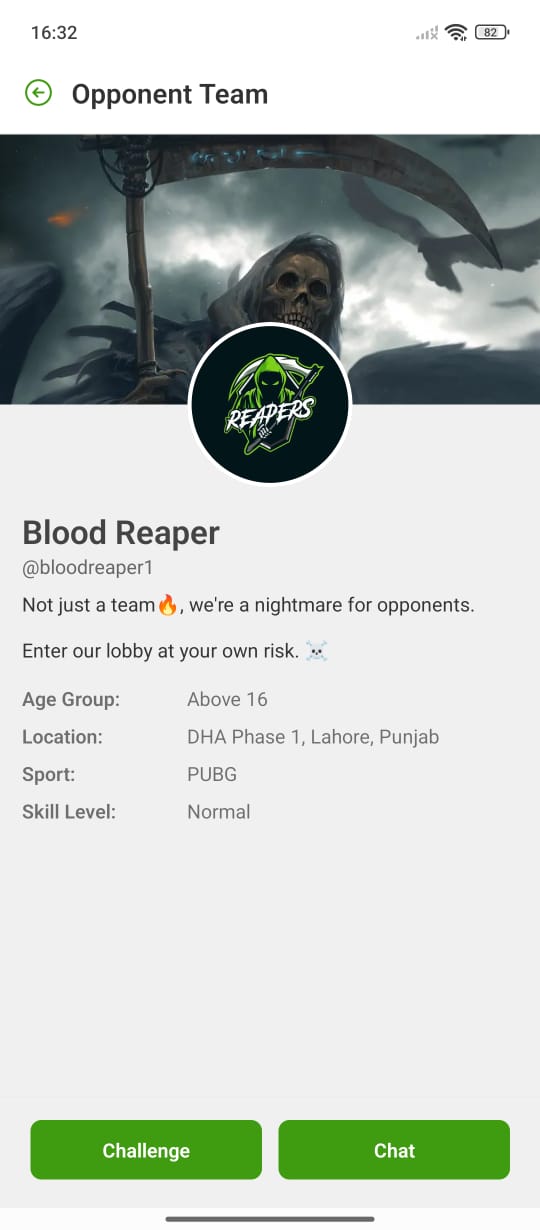 16:32
82
Opponent Team
REAPERS
Blood Reaper
@bloodreaper1
Not just a team🔥, we're a nightmare for opponents.
Enter our lobby at your own risk. ☠️
Age Group: Above 16
Location: DHA Phase 1, Lahore, Punjab
Sport: PUBG
Skill Level: Normal
Challenge
Chat